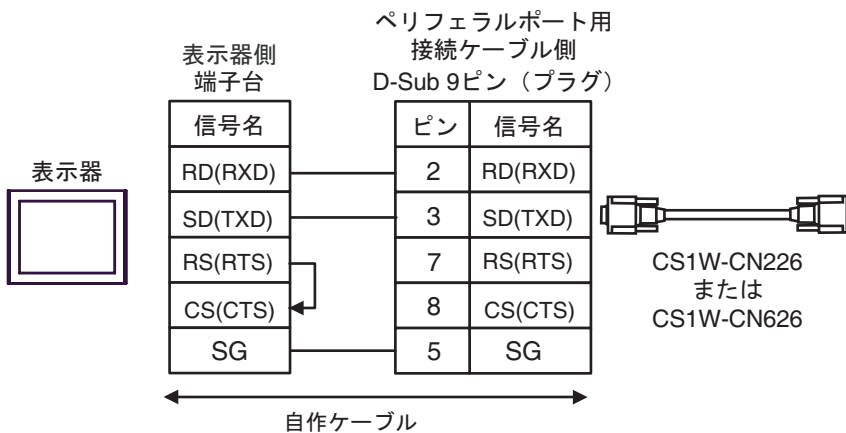 表示器
表示器側
端子台
信号名
RD(RXD)
SD(TXD)
RS(RTS)
CS(CTS)
SG
ペリフェラルポート用
接続ケーブル側
D-Sub 9ピン（プラグ）
ピン 信号名
2 RD(RXD)
3 SD(TXD)
7 RS(RTS)
8 CS(CTS)
5 SG
CS1W-CN226
または
CS1W-CN626
自作ケーブル